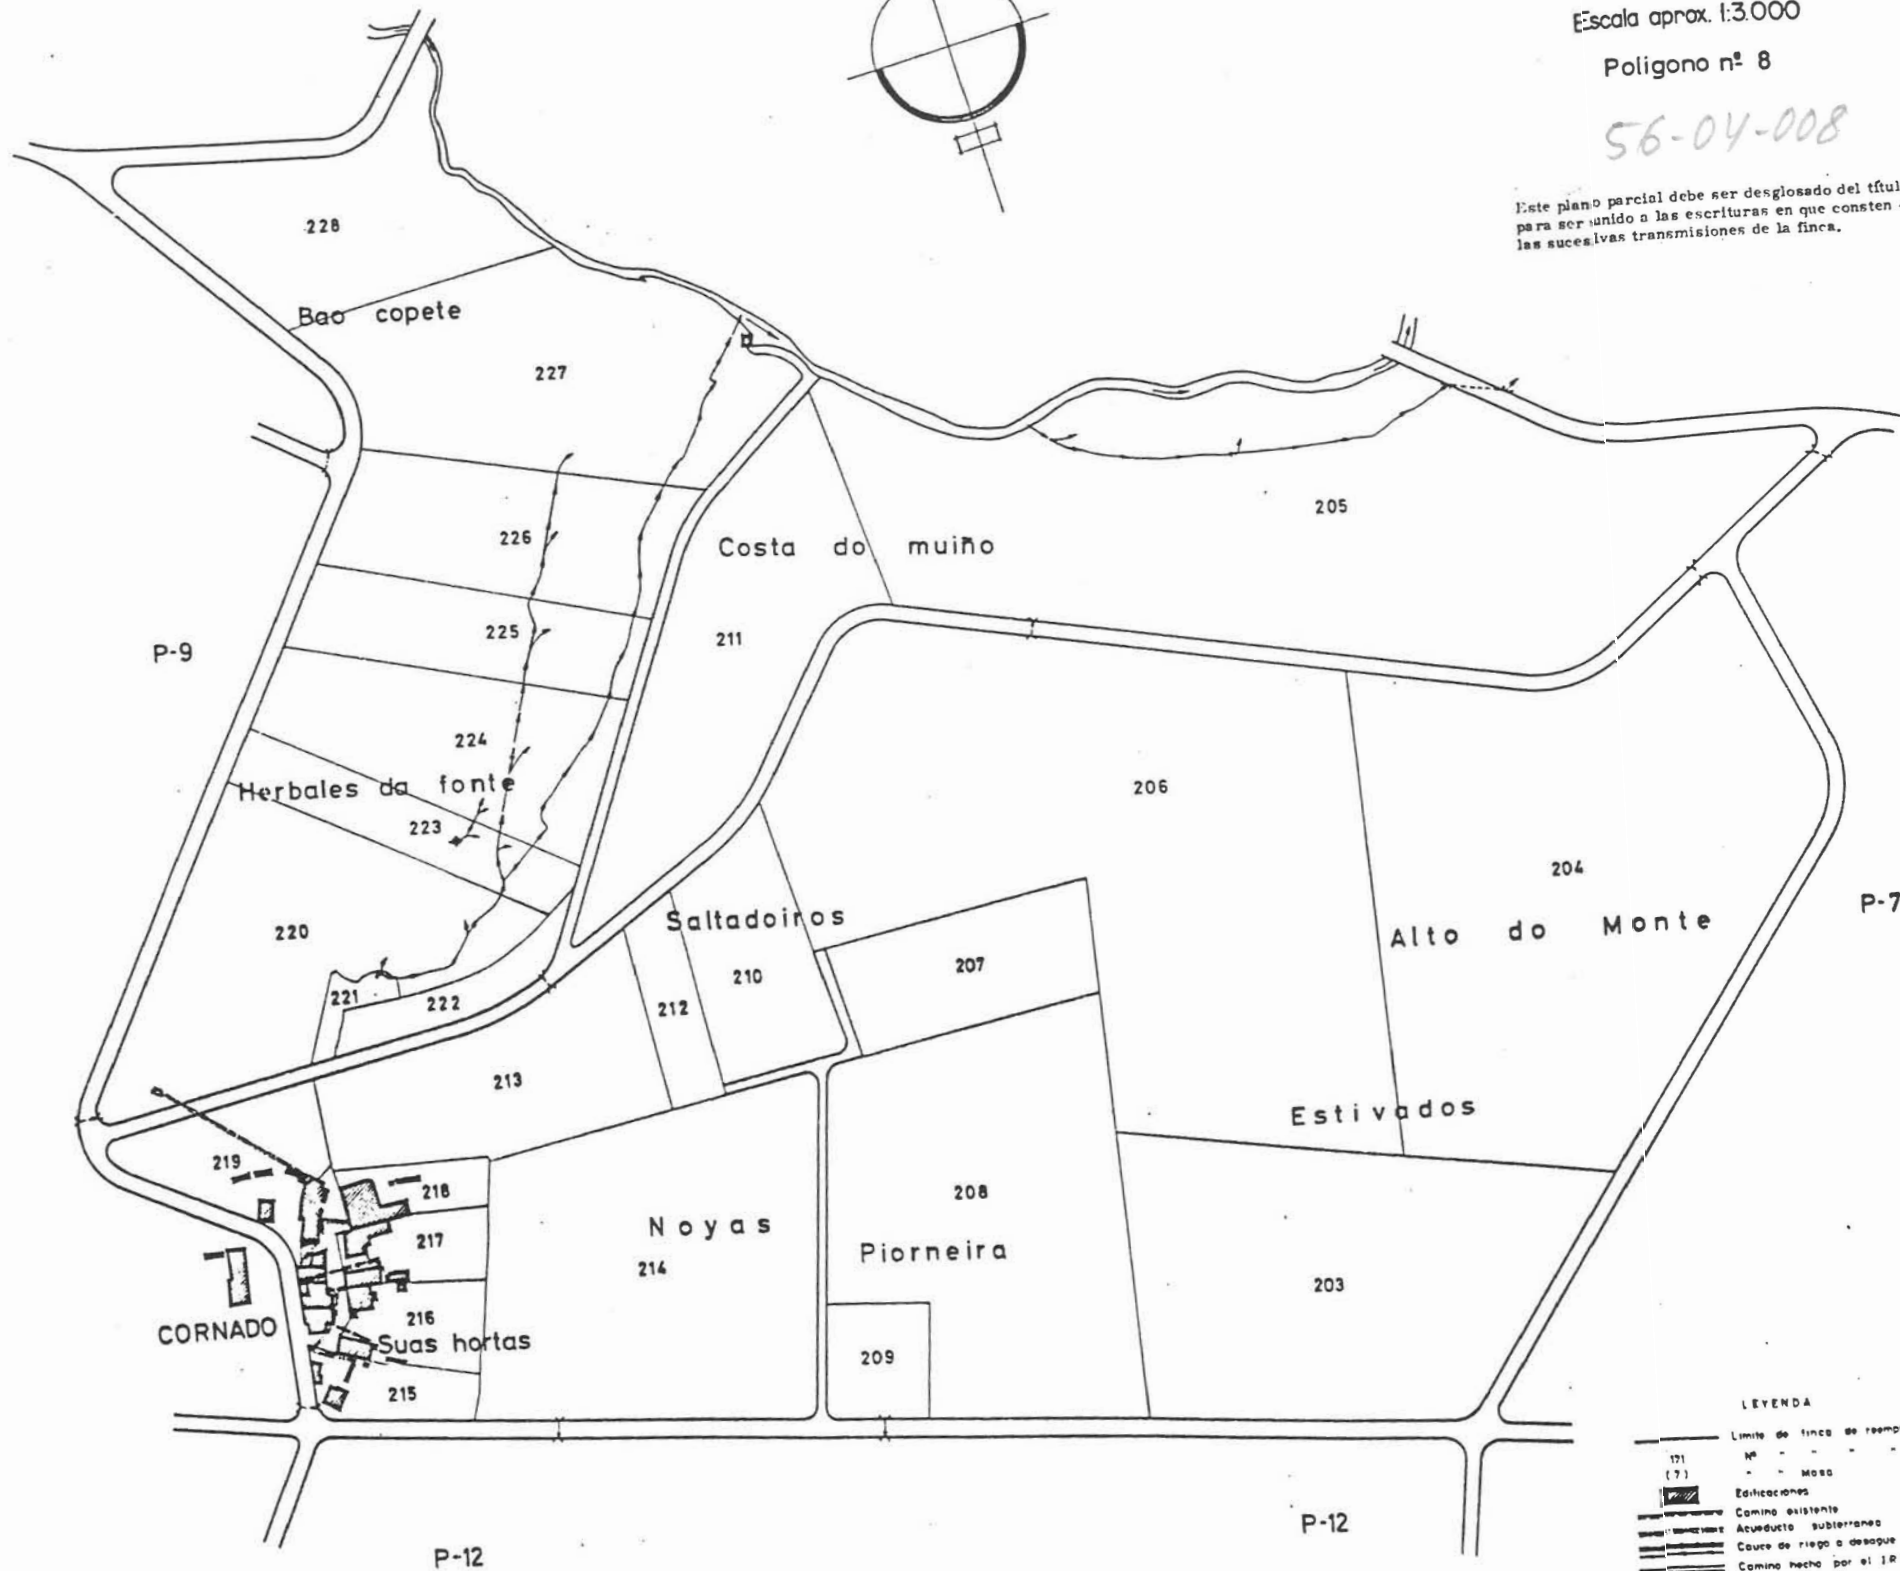 Escala aprox. 1:3.000
Poligono nº 8
56-04-008
Este plano parcial debe ser desglosado del títul
para ser unido a las escrituras en que consten
las sucesivas transmisiones de la finca.
228
Bao copete
227
205
226
Costa do muiño
225
211
P-9
224
206
Herbales da fonte
223
204
P-7
Saltadoiros
Alto do Monte
220
207
210
221
222
212
213
Estivados
219
218
208
Noyas
217
Piorneira
214
203
216
CORNADO
Suas hortas
209
215
LEYENDA
Limite de finca de reemp
171 Nº " " " "
(7) " " Masa
Edificaciones
Camino existente
Acueducto subterraneo
Cauce de riego o desague
Camino hecho por el I.R
P-12
P-12